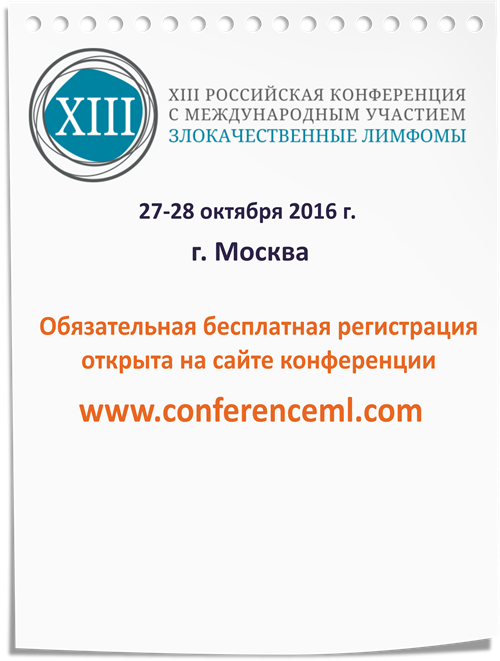 XIII
XIII РОССИЙСКАЯ КОНФЕРЕНЦИЯ
С МЕЖДУНАРОДНЫМ УЧАСТИЕМ
ЗЛОКАЧЕСТВЕННЫЕ ЛИМФОМЫ
27-28 октября 2016 г.
г. Москва
Обязательная бесплатная регистрация
открыта на сайте конференции
www.conferenceml.com